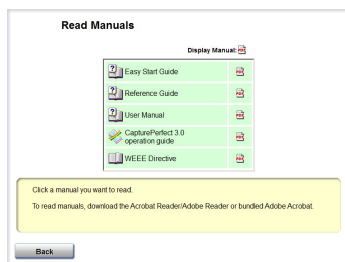 Read Manuals
Display Manual:
Easy Start Guide
Reference Guide
User Manual
CapturePerfect 3.0
operation guide
WEEE Directive
Click a manual you want to read.
To read manuals, download the Acrobat Reader/Adobe Reader or bundled Adobe Acrobat.
Back